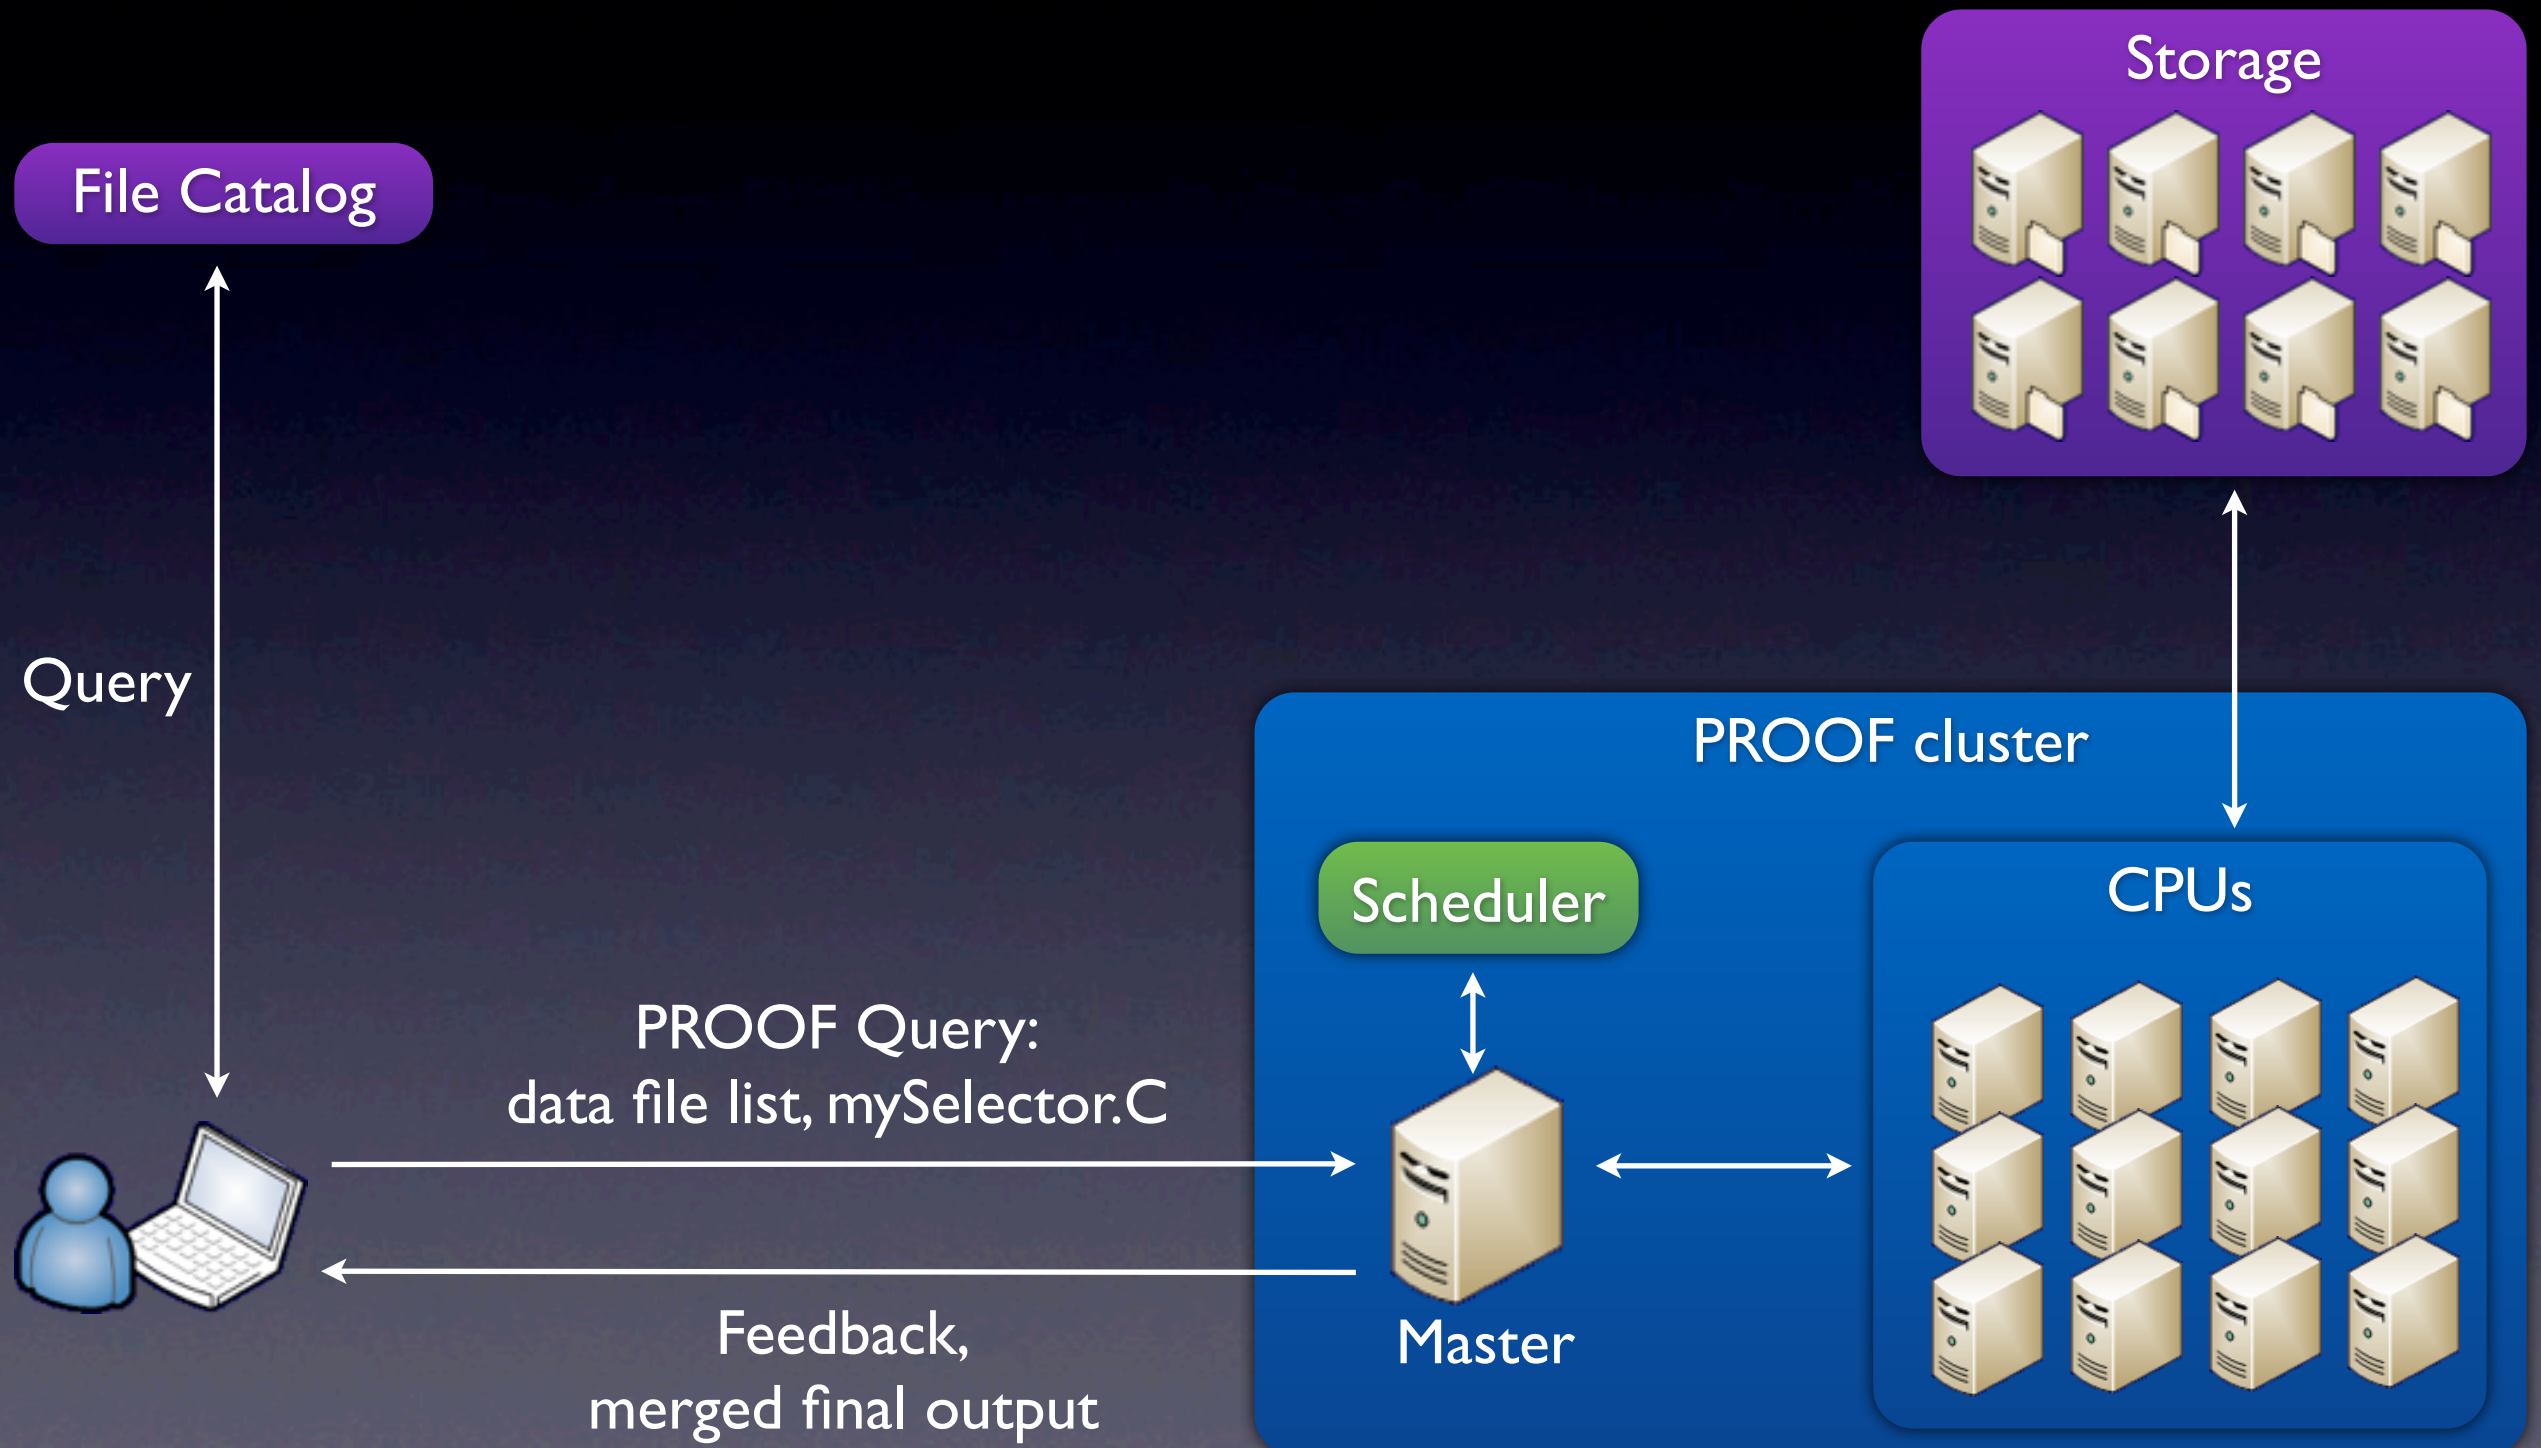 Storage
File Catalog
Query
PROOF cluster
Scheduler
CPUs
PROOF Query:
data file list, mySelector.C
Feedback,
merged final output
Master